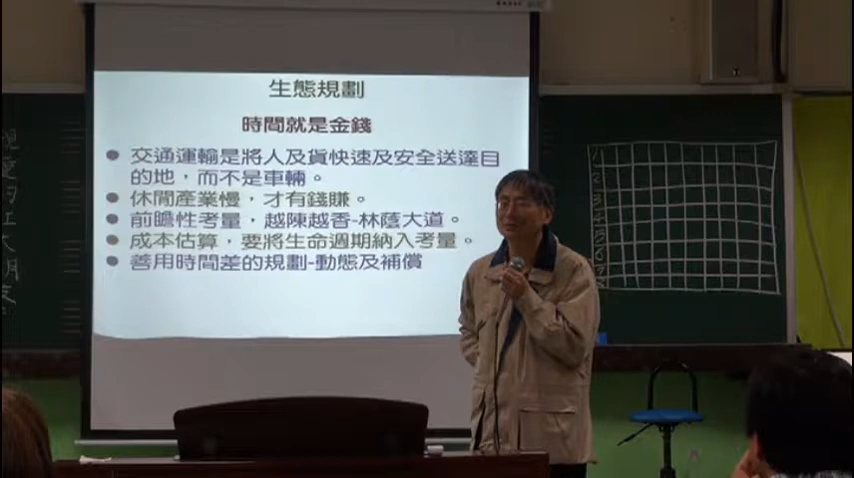 生態規劃
時間就是金錢
● 交通運輸是將人及貨快速及安全送達目
的地，而不是車輛。
● 休閒產業慢，才有錢賺。
● 前瞻性考量，越陳越香-林蔭大道。
● 成本估算，要將生命週期納入考量。
● 善用時間差的規劃-動態及補償